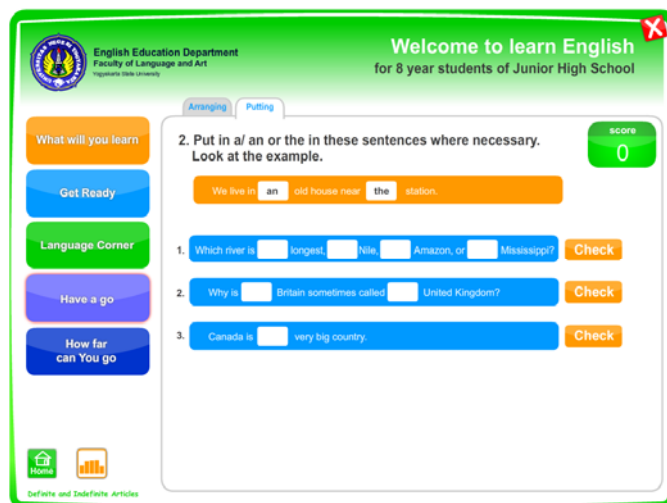 English Education Department
Faculty of Language and Art
Yogyakarta State University
Welcome to learn English
for 8 year students of Junior High School
X
Arranging
Putting
What will you learn
Get Ready
Language Corner
Have a go
How far
can You go
2. Put in a/ an or the in these sentences where necessary.
Look at the example.
score
0
We live in an old house near the station.
1. Which river is longest, Nile, Amazon, or Mississippi? Check
2. Why is Britain sometimes called United Kingdom? Check
3. Canada is very big country. Check
Home
Definite and Indefinite Articles